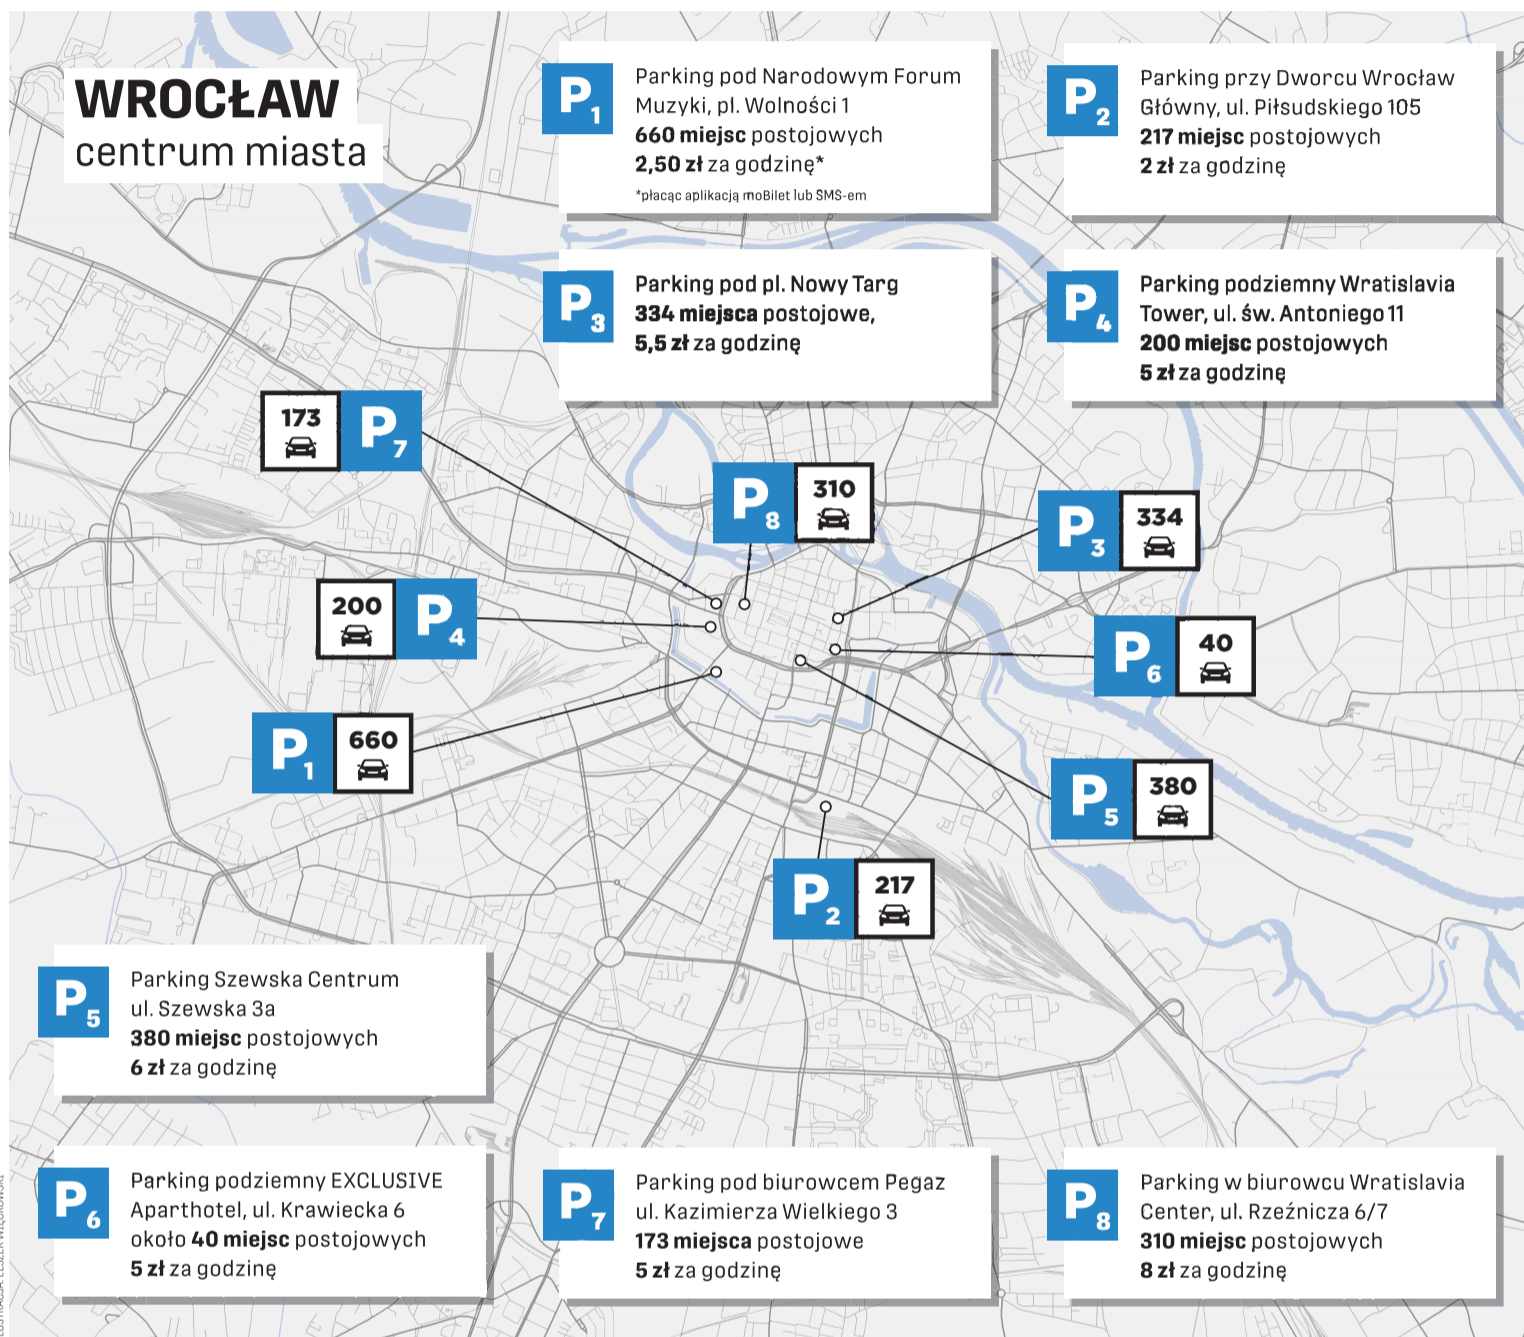 WROCŁAW
centrum miasta
P1
Parking pod Narodowym Forum
Muzyki, pl. Wolności 1
660 miejsc postojowych
2,50 zł za godzinę*
*płacąc aplikacją moBilet lub SMS-em
P2
Parking przy Dworcu Wrocław
Główny, ul. Piłsudskiego 105
217 miejsc postojowych
2 zł za godzinę
P3
Parking pod pl. Nowy Targ
334 miejsca postojowe,
5,5 zł za godzinę
P4
Parking podziemny Wratislavia
Tower, ul. św. Antoniego 11
200 miejsc postojowych
5 zł za godzinę
173 P7
P8 310
P3 334
200 P4
P6 40
P1 660
P5 380
P2 217
P5
Parking Szewska Centrum
ul. Szewska 3a
380 miejsc postojowych
6 zł za godzinę
P6
Parking podziemny EXCLUSIVE
Aparthotel, ul. Krawiecka 6
około 40 miejsc postojowych
5 zł za godzinę
P7
Parking pod biurowcem Pegaz
ul. Kazimierza Wielkiego 3
173 miejsca postojowe
5 zł za godzinę
P8
Parking w biurowcu Wratislavia
Center, ul. Rzeźnicza 6/7
310 miejsc postojowych
8 zł za godzinę